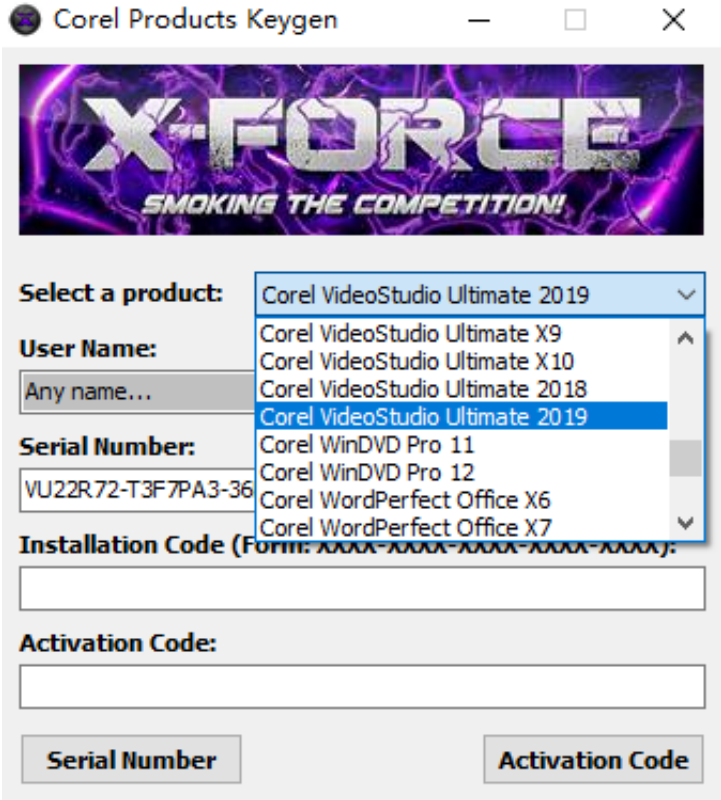 Corel Products Keygen
X-FORCE
SMOKING THE COMPETITION!
Select a product:
Corel VideoStudio Ultimate 2019
Corel VideoStudio Ultimate X9
Corel VideoStudio Ultimate X10
Corel VideoStudio Ultimate 2018
Corel VideoStudio Ultimate 2019
Corel WinDVD Pro 11
Corel WinDVD Pro 12
Corel WordPerfect Office X6
Corel WordPerfect Office X7
User Name:
Any name...
Serial Number:
VU22R72-T3F7PA3-36
Installation Code (Form: XXXX-XXXX-XXXX-XXXX-XXXX):
Activation Code:
Serial Number
Activation Code